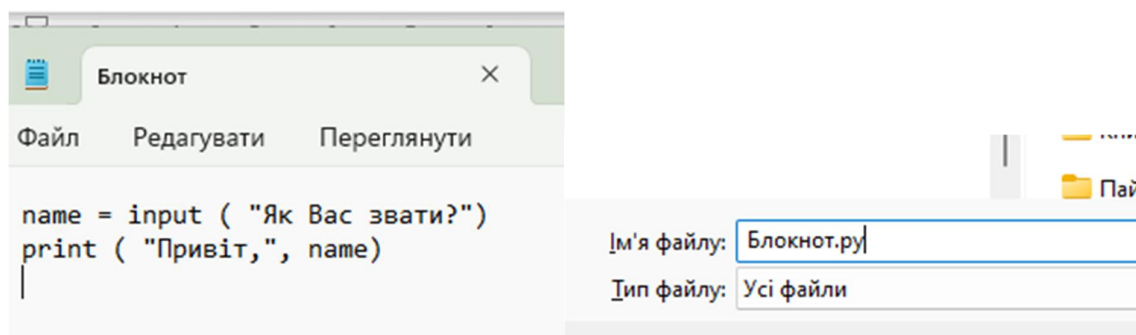 Блокнот
Файл Редагувати Переглянути
name = input ( "Як Вас звати?")
print ( "Привіт,", name)
Ім'я файлу: Блокнот.py
Тип файлу: Усі файли